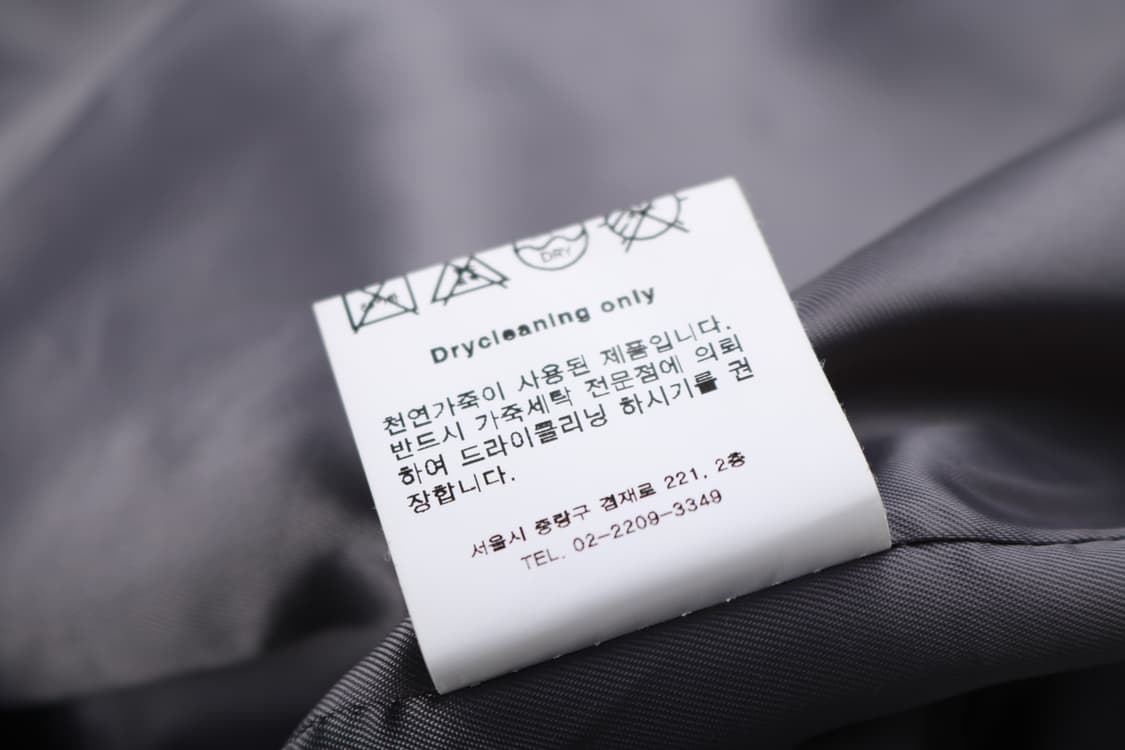 DRY
Drycleaning only
천연가죽이 사용된 제품입니다.
반드시 가죽세탁 전문점에 의뢰
하여 드라이클리닝 하시기를 권
장합니다.
서울시 중랑구 겸재로 221, 2층
TEL. 02-2209-3349